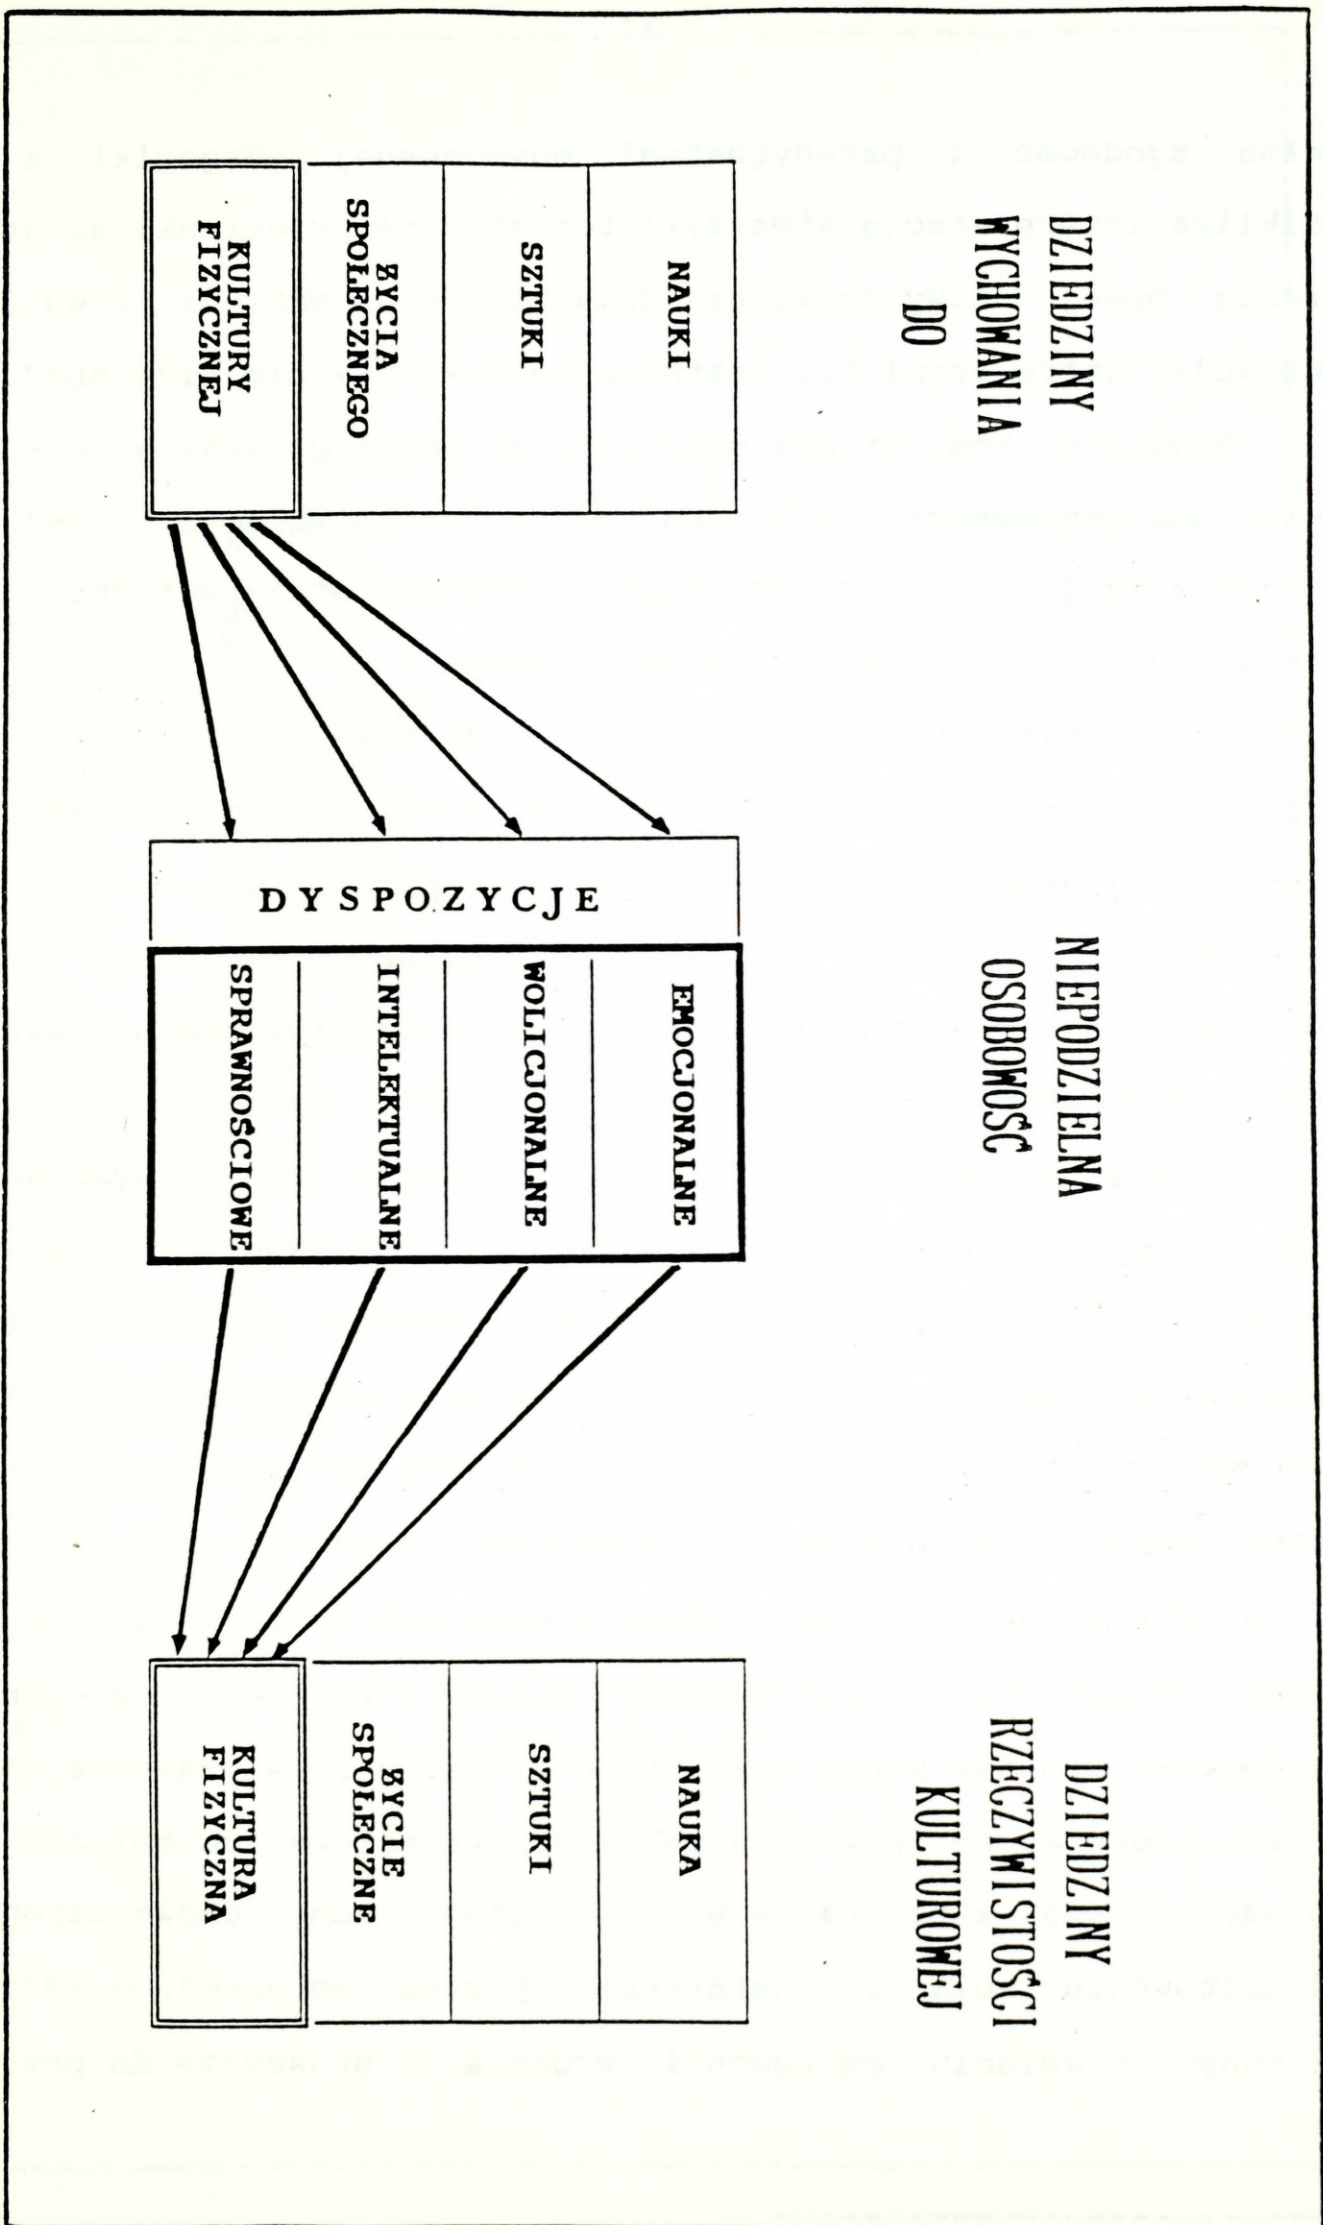 DZIEDZINY
WYCHOWANIA
DO
NAUKI
SZTUKI
ŻYCIA
SPOŁECZNEGO
KULTURY
FIZYCZNEJ
NIEPODZIELNA
OSOBOWOŚĆ
DYSPOZYCJE
EMOCJONALNE
WOLICJONALNE
INTELEKTUALNE
SPRAWNOŚCIOWE
DZIEDZINY
RZECZYWISTOŚCI
KULTUROWEJ
NAUKA
SZTUKI
ŻYCIE
SPOŁECZNE
KULTURA
FIZYCZNA